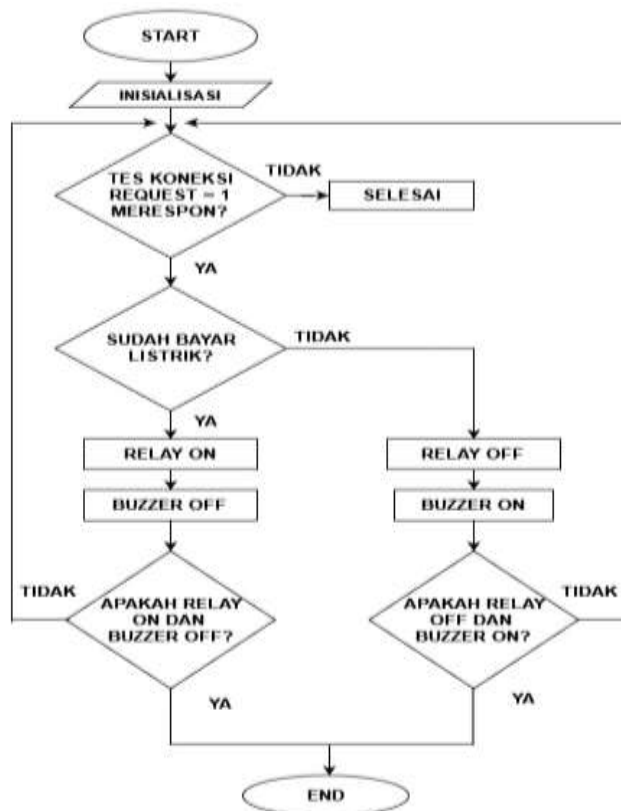 START
INISIALISASI
TES KONEKSI
REQUEST = 1
MERESPON?
TIDAK
SELESAI
YA
SUDAH BAYAR
LISTRIK?
TIDAK
YA
RELAY ON
RELAY OFF
BUZZER OFF
BUZZER ON
TIDAK
APAKAH RELAY
ON DAN
BUZZER OFF?
APAKAH RELAY
OFF DAN
BUZZER ON?
TIDAK
YA
YA
END